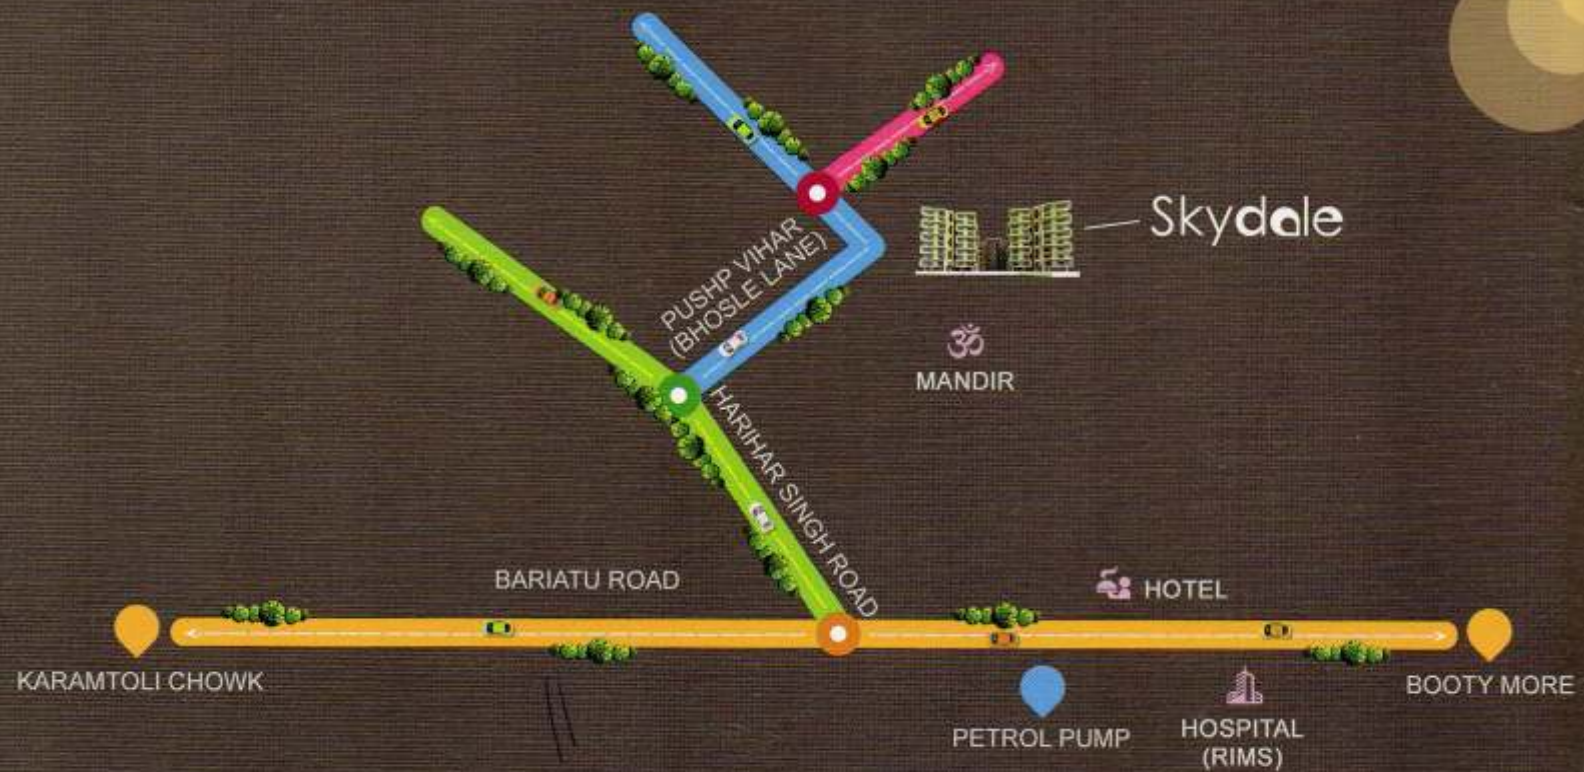 Skydale
PUSHP VIHAR
(BHOSLE LANE)
ॐ
MANDIR
HARIHAR SINGH ROAD
BARIATU ROAD
HOTEL
KARAMTOLI CHOWK
BOOTY MORE
PETROL PUMP
HOSPITAL
(RIMS)